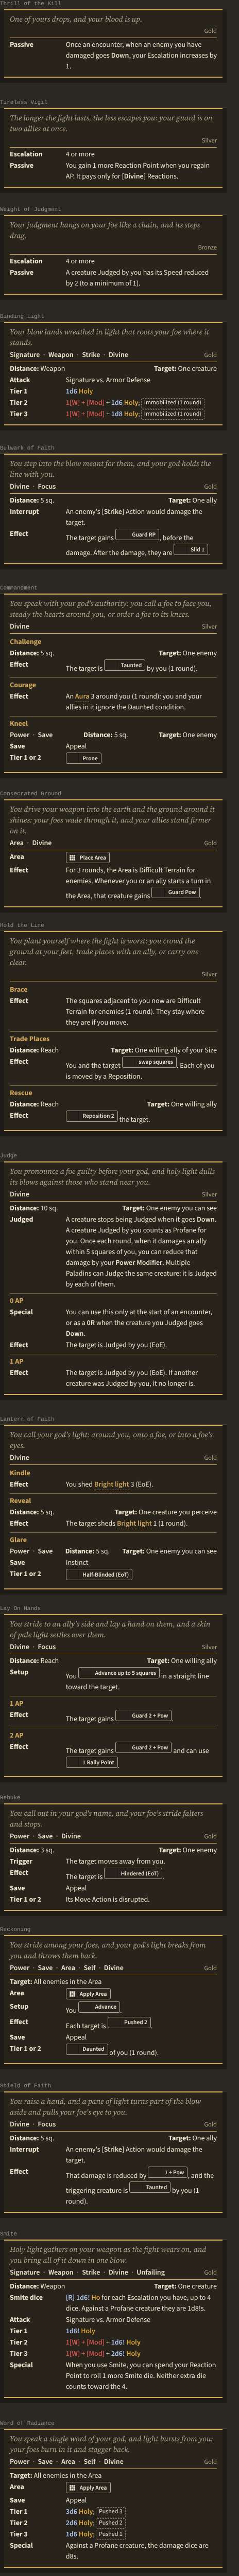 Thrill of the Kill
One of yours drops, and your blood is up.
Gold
Passive Once an encounter, when an enemy you have
damaged goes Down, your Escalation increases by
1.
Tireless Vigil
The longer the fight lasts, the less escapes you: your guard is on
two allies at once.
Silver
Escalation 4 or more
Passive You gain 1 more Reaction Point when you regain
AP. It pays only for [Divine] Reactions.
Weight of Judgment
Your judgment hangs on your foe like a chain, and its steps
drag.
Bronze
Escalation 4 or more
Passive A creature Judged by you has its Speed reduced
by 2 (to a minimum of 1).
Binding Light
Your blow lands wreathed in light that roots your foe where it
stands.
Signature · Weapon · Strike · Divine Gold
Distance: Weapon Target: One creature
Attack Signature vs. Armor Defense
Tier 1 1d6 Holy
Tier 2 1[W] + [Mod] + 1d6 Holy; Immobilized (1 round)
Tier 3 1[W] + [Mod] + 1d8 Holy; Immobilized (1 round)
Bulwark of Faith
You step into the blow meant for them, and your god holds the
line with you.
Divine · Focus Gold
Distance: 5 sq. Target: One ally
Interrupt An enemy's [Strike] Action would damage the
target.
Effect The target gains Guard RP, before the
damage. After the damage, they are Slid 1.
Commandment
You speak with your god's authority: you call a foe to face you,
steady the hearts around you, or order a foe to its knees.
Divine Silver
Challenge
Distance: 5 sq. Target: One enemy
Effect The target is Taunted by you (1 round).
Courage
Effect An Aura 3 around you (1 round): you and your
allies in it ignore the Daunted condition.
Kneel
Power · Save Distance: 5 sq. Target: One enemy
Save Appeal
Tier 1 or 2 Prone
Consecrated Ground
You drive your weapon into the earth and the ground around it
shines: your foes wade through it, and your allies stand firmer
on it.
Area · Divine Gold
Area Place Area
Effect For 3 rounds, the Area is Difficult Terrain for
enemies. Whenever you or an ally starts a turn in
the Area, that creature gains Guard Pow.
Hold the Line
You plant yourself where the fight is worst: you crowd the
ground at your feet, trade places with an ally, or carry one
clear.
Silver
Brace
Effect The squares adjacent to you now are Difficult
Terrain for enemies (1 round). They stay where
they are if you move.
Trade Places
Distance: Reach Target: One willing ally of your Size
Effect You and the target swap squares. Each of you
is moved by a Reposition.
Rescue
Distance: Reach Target: One willing ally
Effect Reposition 2 the target.
Judge
You pronounce a foe guilty before your god, and holy light dulls
its blows against those who stand near you.
Divine Silver
Distance: 10 sq. Target: One enemy you can see
Judged A creature stops being Judged when it goes Down.
A creature Judged by you counts as Profane for
you. Once each round, when it damages an ally
within 5 squares of you, you can reduce that
damage by your Power Modifier. Multiple
Paladins can Judge the same creature: it is Judged
by each of them.
0 AP
Special You can use this only at the start of an encounter,
or as a 0R when the creature you Judged goes
Down.
Effect The target is Judged by you (EoE).
1 AP
Effect The target is Judged by you (EoE). If another
creature was Judged by you, it no longer is.
Lantern of Faith
You call your god's light: around you, onto a foe, or into a foe's
eyes.
Divine Gold
Kindle
Effect You shed Bright light 3 (EoE).
Reveal
Distance: 5 sq. Target: One creature you perceive
Effect The target sheds Bright light 1 (1 round).
Glare
Power · Save Distance: 5 sq. Target: One enemy you can see
Save Instinct
Tier 1 or 2 Half-Blinded (EoT)
Lay On Hands
You stride to an ally's side and lay a hand on them, and a skin
of pale light settles over them.
Divine · Focus Silver
Distance: Reach Target: One willing ally
Setup You Advance up to 5 squares in a straight line
toward the target.
1 AP
Effect The target gains Guard 2 + Pow.
2 AP
Effect The target gains Guard 2 + Pow and can use
1 Rally Point.
Rebuke
You call out in your god's name, and your foe's stride falters
and stops.
Power · Save · Divine Gold
Distance: 3 sq. Target: One enemy
Trigger The target moves away from you.
Effect The target is Hindered (EoT).
Save Appeal
Tier 1 or 2 Its Move Action is disrupted.
Reckoning
You stride among your foes, and your god's light breaks from
you and throws them back.
Power · Save · Area · Self · Divine Gold
Target: All enemies in the Area
Area Apply Area
Setup You Advance.
Effect Each target is Pushed 2.
Save Appeal
Tier 1 or 2 Daunted of you (1 round).
Shield of Faith
You raise a hand, and a pane of light turns part of the blow
aside and pulls your foe's eye to you.
Divine · Focus Gold
Distance: 5 sq. Target: One ally
Interrupt An enemy's [Strike] Action would damage the
target.
Effect That damage is reduced by 1 + Pow, and the
triggering creature is Taunted by you (1
round).
Smite
Holy light gathers on your weapon as the fight wears on, and
you bring all of it down in one blow.
Signature · Weapon · Strike · Divine · Unfailing Gold
Distance: Weapon Target: One creature
Smite dice [R] 1d6! Ho for each Escalation you have, up to 4
dice. Against a Profane creature they are 1d8!s.
Attack Signature vs. Armor Defense
Tier 1 1d6! Holy
Tier 2 1[W] + [Mod] + 1d6! Holy
Tier 3 1[W] + [Mod] + 2d6! Holy
Special When you use Smite, you can spend your Reaction
Point to roll 1 more Smite die. Neither extra die
counts toward the 4.
Word of Radiance
You speak a single word of your god, and light bursts from you:
your foes burn in it and stagger back.
Power · Save · Area · Self · Divine Gold
Target: All enemies in the Area
Area Apply Area
Save Appeal
Tier 1 3d6 Holy; Pushed 3
Tier 2 2d6 Holy; Pushed 2
Tier 3 1d6 Holy; Pushed 1
Special Against a Profane creature, the damage dice are
d8s.